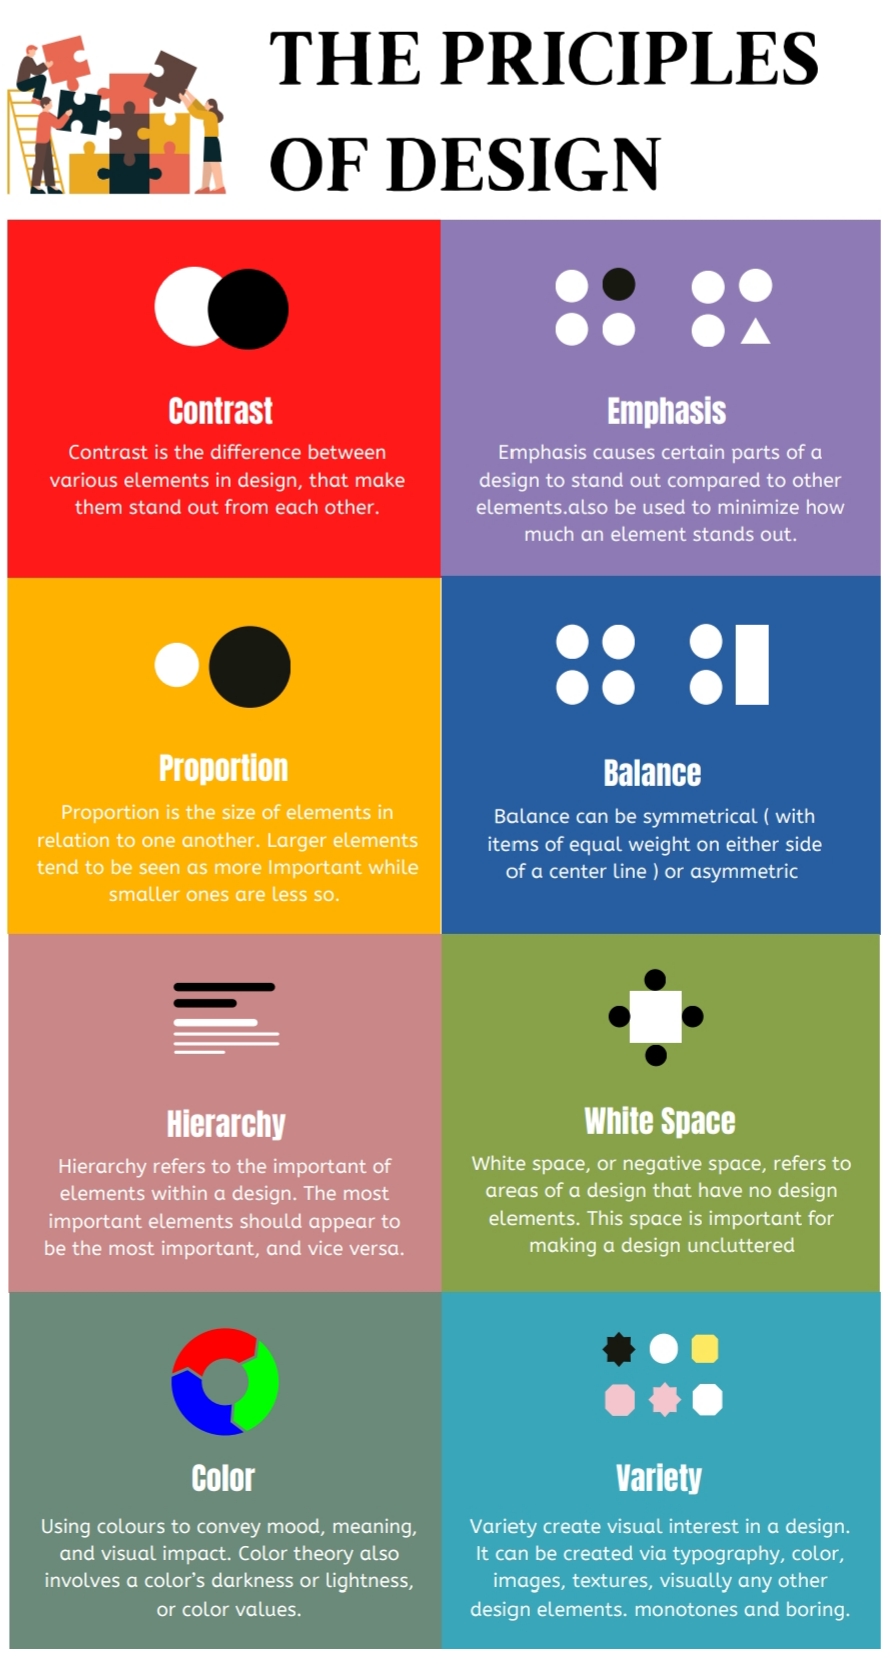 THE PRICIPLES
OF DESIGN
Contrast
Contrast is the difference between
various elements in design, that make
them stand out from each other.
Emphasis
Emphasis causes certain parts of a
design to stand out compared to other
elements.also be used to minimize how
much an element stands out.
Proportion
Proportion is the size of elements in
relation to one another. Larger elements
tend to be seen as more Important while
smaller ones are less so.
Balance
Balance can be symmetrical ( with
items of equal weight on either side
of a center line ) or asymmetric
Hierarchy
Hierarchy refers to the important of
elements within a design. The most
important elements should appear to
be the most important, and vice versa.
White Space
White space, or negative space, refers to
areas of a design that have no design
elements. This space is important for
making a design uncluttered
Color
Using colours to convey mood, meaning,
and visual impact. Color theory also
involves a color's darkness or lightness,
or color values.
Variety
Variety create visual interest in a design.
It can be created via typography, color,
images, textures, visually any other
design elements. monotones and boring.